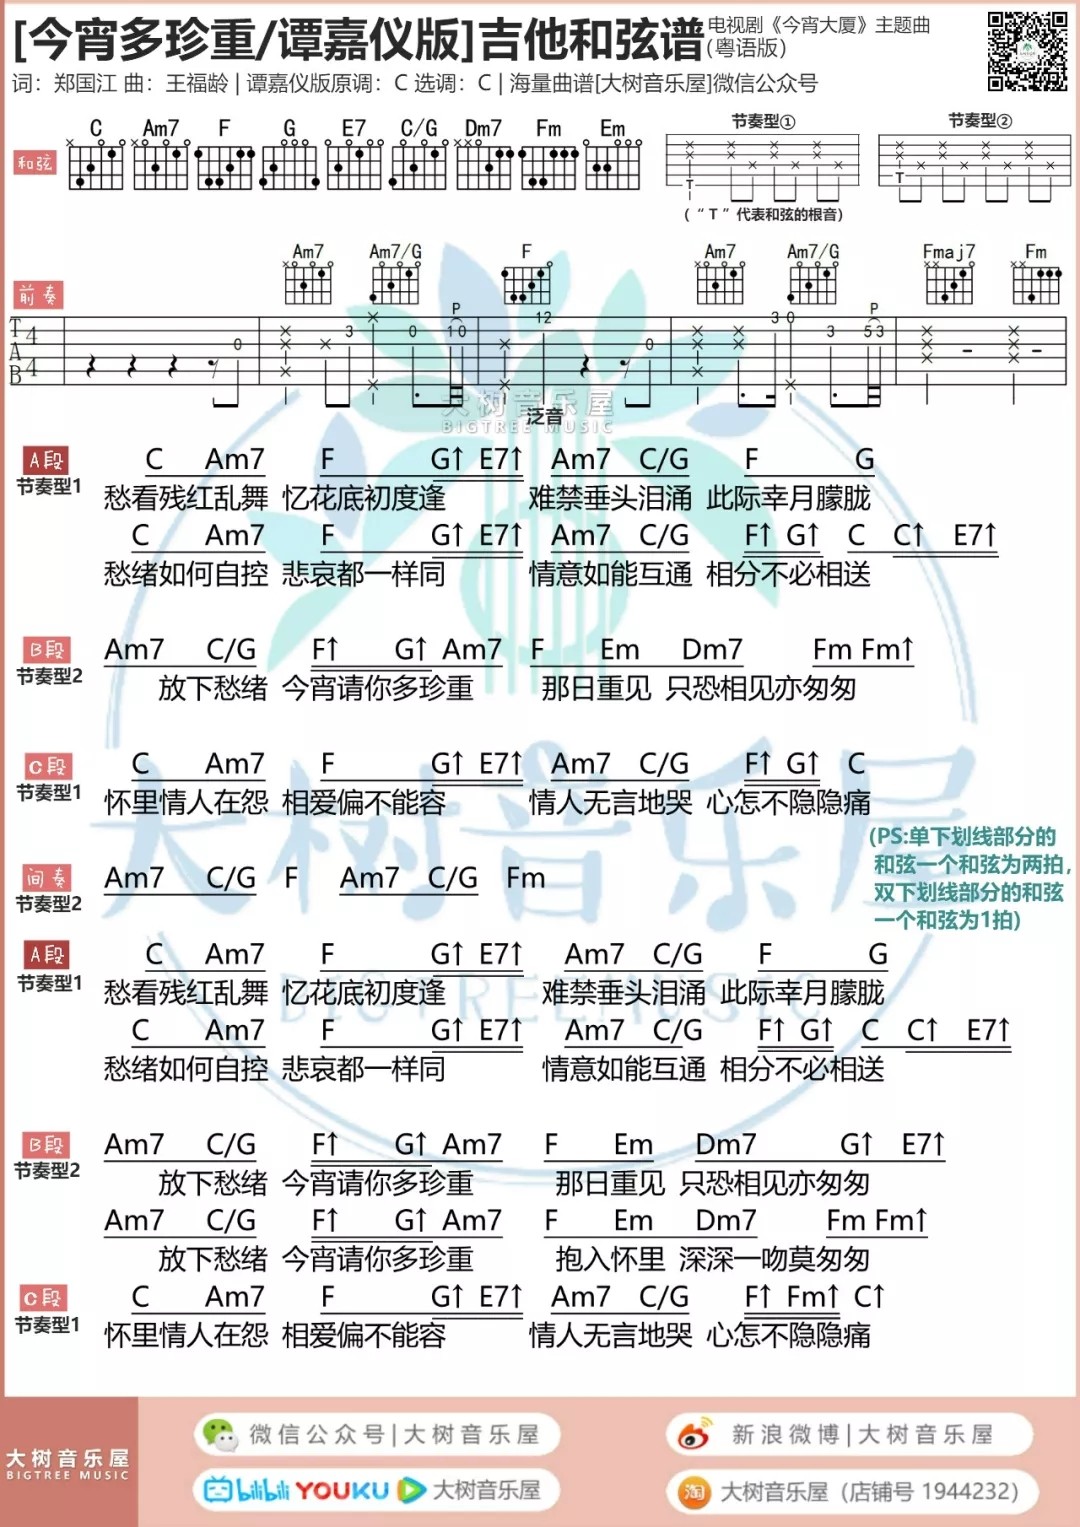 [今宵多珍重/谭嘉仪版]吉他和弦谱 电视剧《今宵大厦》主题曲
(粤语版)
词：郑国江 曲：王福龄 | 谭嘉仪版原调：C 选调：C | 海量曲谱[大树音乐屋]微信公众号
和弦 C Am7 F G E7 C/G Dm7 Fm Em 节奏型① 节奏型②
T T
(“T”代表和弦的根音)
前奏 Am7 Am7/G F Am7 Am7/G Fmaj7 Fm
T A B 4 4 0 3 0 P 1 0 12 0 3 0 3 P 5 3
泛音
大树音乐屋
BIGTREE MUSIC
A段 C Am7 F G↑ E7↑ Am7 C/G F G
节奏型1 愁看残红乱舞 忆花底初度逢 难禁垂头泪涌 此际幸月朦胧
C Am7 F G↑ E7↑ Am7 C/G F↑ G↑ C C↑ E7↑
愁绪如何自控 悲哀都一样同 情意如能互通 相分不必相送
B段 Am7 C/G F↑ G↑ Am7 F Em Dm7 Fm Fm↑
节奏型2 放下愁绪 今宵请你多珍重 那日重见 只恐相见亦匆匆
C段 C Am7 F G↑ E7↑ Am7 C/G F↑ G↑ C
节奏型1 怀里情人在怨 相爱偏不能容 情人无言地哭 心怎不隐隐痛
(PS:单下划线部分的
和弦一个和弦为两拍，
双下划线部分的和弦
一个和弦为1拍)
间奏 Am7 C/G F Am7 C/G Fm
节奏型2
大树音乐屋
BIGTREEMUSIC
A段 C Am7 F G↑ E7↑ Am7 C/G F G
节奏型1 愁看残红乱舞 忆花底初度逢 难禁垂头泪涌 此际幸月朦胧
C Am7 F G↑ E7↑ Am7 C/G F↑ G↑ C C↑ E7↑
愁绪如何自控 悲哀都一样同 情意如能互通 相分不必相送
B段 Am7 C/G F↑ G↑ Am7 F Em Dm7 G↑ E7↑
节奏型2 放下愁绪 今宵请你多珍重 那日重见 只恐相见亦匆匆
Am7 C/G F↑ G↑ Am7 F Em Dm7 Fm Fm↑
放下愁绪 今宵请你多珍重 抱入怀里 深深一吻莫匆匆
C段 C Am7 F G↑ E7↑ Am7 C/G F↑ Fm↑ C↑
节奏型1 怀里情人在怨 相爱偏不能容 情人无言地哭 心怎不隐隐痛
大树音乐屋
BIGTREE MUSIC
微信公众号|大树音乐屋
新浪微博|大树音乐屋
bilibili YOUKU 大树音乐屋
淘 大树音乐屋（店铺号 1944232）